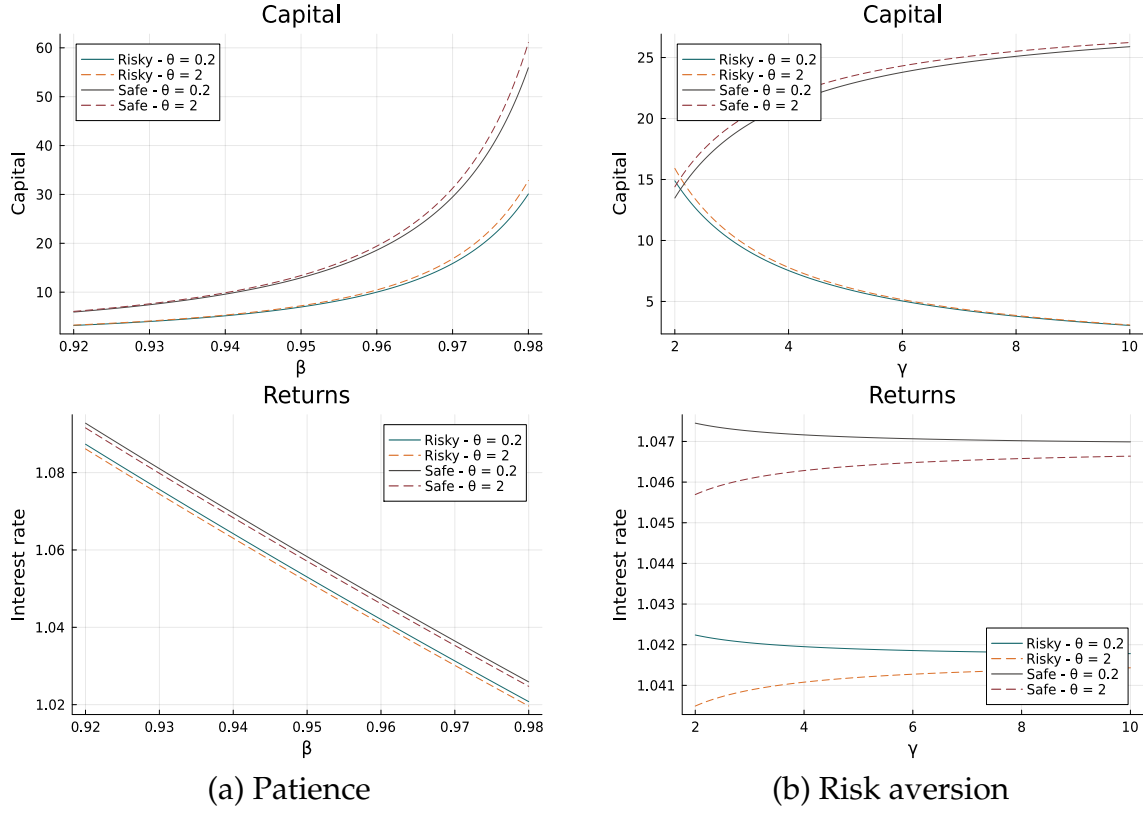 Capital
Capital
60
50
40
30
20
10
Risky - θ = 0.2
Risky - θ = 2
Safe - θ = 0.2
Safe - θ = 2
0.92 0.93 0.94 0.95 0.96 0.97 0.98
β
Capital
Capital
25
20
15
10
5
Risky - θ = 0.2
Risky - θ = 2
Safe - θ = 0.2
Safe - θ = 2
2 4 6 8 10
γ
Returns
Interest rate
1.08
1.06
1.04
1.02
Risky - θ = 0.2
Risky - θ = 2
Safe - θ = 0.2
Safe - θ = 2
0.92 0.93 0.94 0.95 0.96 0.97 0.98
β
Returns
Interest rate
1.047
1.046
1.045
1.044
1.043
1.042
1.041
Risky - θ = 0.2
Risky - θ = 2
Safe - θ = 0.2
Safe - θ = 2
2 4 6 8 10
γ
(a) Patience
(b) Risk aversion